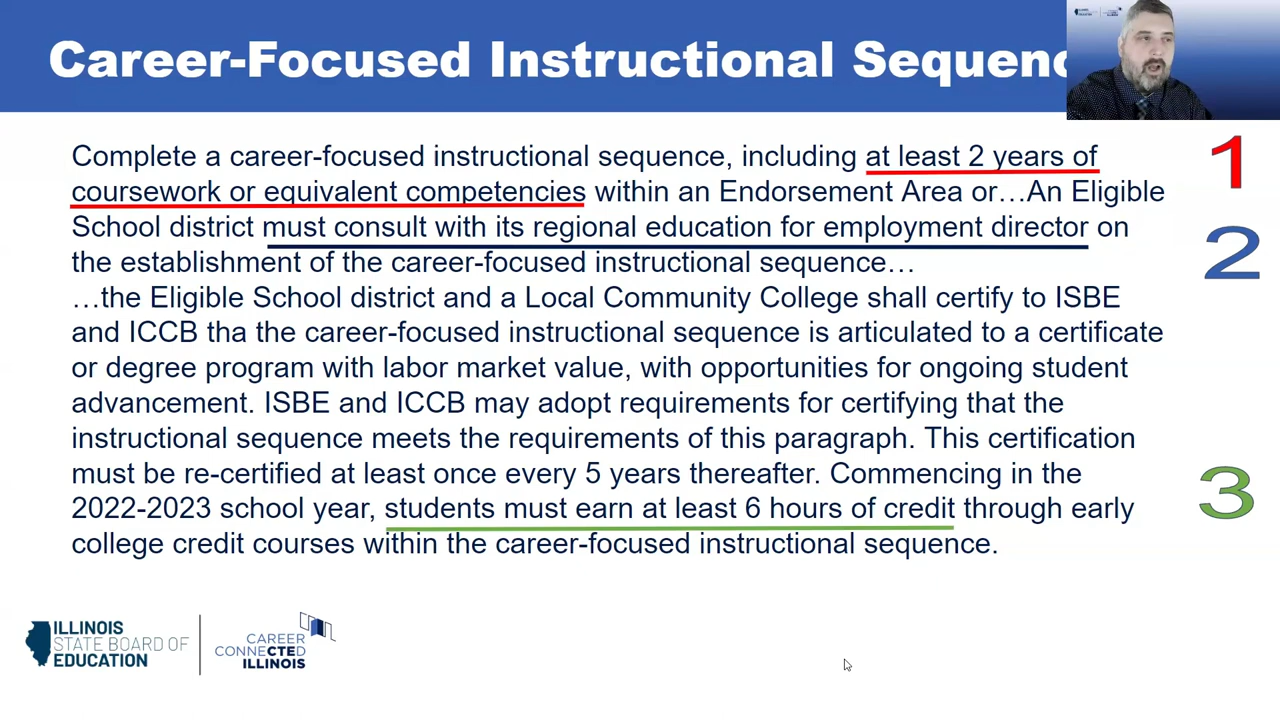 Career-Focused Instructional Sequenc
Complete a career-focused instructional sequence, including at least 2 years of
coursework or equivalent competencies within an Endorsement Area or…An Eligible
School district must consult with its regional education for employment director on
the establishment of the career-focused instructional sequence…
…the Eligible School district and a Local Community College shall certify to ISBE
and ICCB tha the career-focused instructional sequence is articulated to a certificate
or degree program with labor market value, with opportunities for ongoing student
advancement. ISBE and ICCB may adopt requirements for certifying that the
instructional sequence meets the requirements of this paragraph. This certification
must be re-certified at least once every 5 years thereafter. Commencing in the
2022-2023 school year, students must earn at least 6 hours of credit through early
college credit courses within the career-focused instructional sequence.
1
2
3
ILLINOIS
STATE BOARD OF
EDUCATION
CAREER
CONNECTED
ILLINOIS